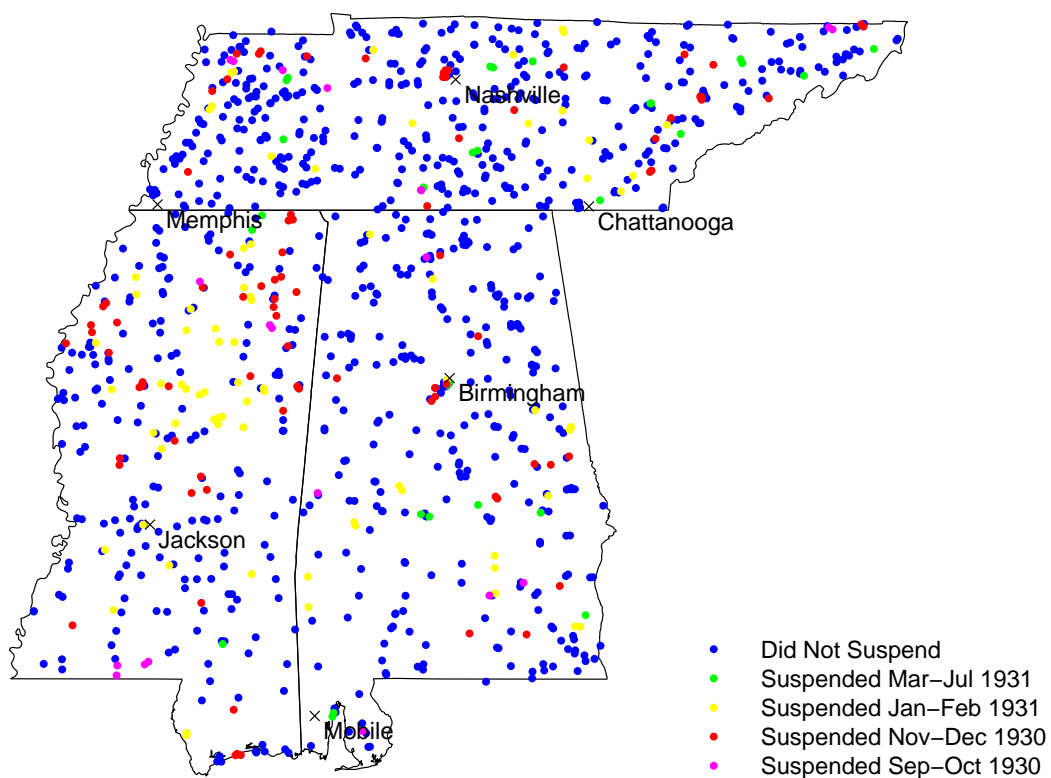 Nashville
Memphis
Chattanooga
Birmingham
Jackson
Mobile
Did Not Suspend
Suspended Mar−Jul 1931
Suspended Jan−Feb 1931
Suspended Nov−Dec 1930
Suspended Sep−Oct 1930